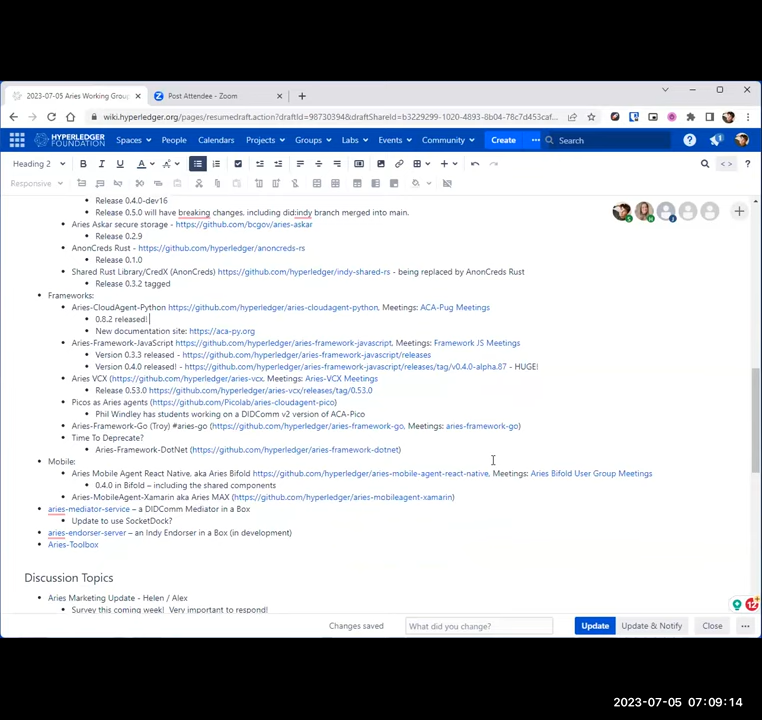 2023-07-05 Aries Working Grou
Post Attendee - Zoom
wiki.hyperledger.org/pages/resumedraft.action?draftId=98730394&draftShareId=b3229299-1020-4893-8b04-78c7d453caf...
HYPERLEDGER FOUNDATION
Spaces People Calendars Projects Groups Labs Events Community Create Search
Heading 2
Responsive
Release 0.4.0-dev16
Release 0.5.0 will have breaking changes, including did:indy branch merged into main.
Aries Askar secure storage - https://github.com/bcgov/aries-askar
Release 0.2.9
AnonCreds Rust - https://github.com/hyperledger/anoncreds-rs
Release 0.1.0
Shared Rust Library/CredX (AnonCreds) https://github.com/hyperledger/indy-shared-rs - being replaced by AnonCreds Rust
Release 0.3.2 tagged
Frameworks:
Aries-CloudAgent-Python https://github.com/hyperledger/aries-cloudagent-python, Meetings: ACA-Pug Meetings
0.8.2 released!
New documentation site: https://aca-py.org
Aries-Framework-JavaScript https://github.com/hyperledger/aries-framework-javascript, Meetings: Framework JS Meetings
Version 0.3.3 released - https://github.com/hyperledger/aries-framework-javascript/releases
Version 0.4.0 released! - https://github.com/hyperledger/aries-framework-javascript/releases/tag/v0.4.0-alpha.87 - HUGE!
Aries VCX (https://github.com/hyperledger/aries-vcx. Meetings: Aries-VCX Meetings
Release 0.53.0 https://github.com/hyperledger/aries-vcx/releases/tag/0.53.0
Picos as Aries agents (https://github.com/Picolab/aries-cloudagent-pico)
Phil Windley has students working on a DIDComm v2 version of ACA-Pico
Aries-Framework-Go (Troy) #aries-go (https://github.com/hyperledger/aries-framework-go, Meetings: aries-framework-go)
Time To Deprecate?
Aries-Framework-DotNet (https://github.com/hyperledger/aries-framework-dotnet)
Mobile:
Aries Mobile Agent React Native, aka Aries Bifold https://github.com/hyperledger/aries-mobile-agent-react-native, Meetings: Aries Bifold User Group Meetings
0.4.0 in Bifold – including the shared components
Aries-MobileAgent-Xamarin aka Aries MAX (https://github.com/hyperledger/aries-mobileagent-xamarin)
aries-mediator-service – a DIDComm Mediator in a Box
Update to use SocketDock?
aries-endorser-server – an Indy Endorser in a Box (in development)
Aries-Toolbox
Discussion Topics
Aries Marketing Update - Helen / Alex
Survey this coming week! Very important to respond!
Changes saved What did you change? Update Update & Notify Close
2023-07-05 07:09:14